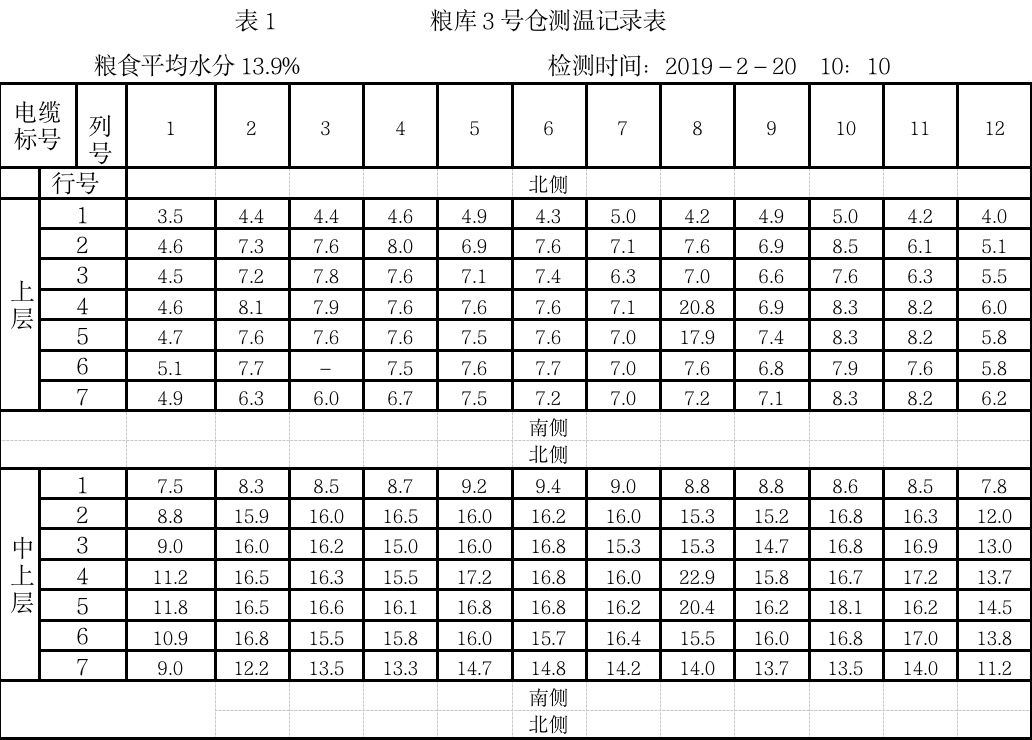 表1 粮库3号仓测温记录表
粮食平均水分13.9% 检测时间：2019－2－20 10：10
电缆标号 列号 1 2 3 4 5 6 7 8 9 10 11 12
行号 北侧
上层
1 3.5 4.4 4.4 4.6 4.9 4.3 5.0 4.2 4.9 5.0 4.2 4.0
2 4.6 7.3 7.6 8.0 6.9 7.6 7.1 7.6 6.9 8.5 6.1 5.1
3 4.5 7.2 7.8 7.6 7.1 7.4 6.3 7.0 6.6 7.6 6.3 5.5
4 4.6 8.1 7.9 7.6 7.6 7.6 7.1 20.8 6.9 8.3 8.2 6.0
5 4.7 7.6 7.6 7.6 7.5 7.6 7.0 17.9 7.4 8.3 8.2 5.8
6 5.1 7.7 – 7.5 7.6 7.7 7.0 7.6 6.8 7.9 7.6 5.8
7 4.9 6.3 6.0 6.7 7.5 7.2 7.0 7.2 7.1 8.3 8.2 6.2
南侧
北侧
中上层
1 7.5 8.3 8.5 8.7 9.2 9.4 9.0 8.8 8.8 8.6 8.5 7.8
2 8.8 15.9 16.0 16.5 16.0 16.2 16.0 15.3 15.2 16.8 16.3 12.0
3 9.0 16.0 16.2 15.0 16.0 16.8 15.3 15.3 14.7 16.8 16.9 13.0
4 11.2 16.5 16.3 15.5 17.2 16.8 16.0 22.9 15.8 16.7 17.2 13.7
5 11.8 16.5 16.6 16.1 16.8 16.8 16.2 20.4 16.2 18.1 16.2 14.5
6 10.9 16.8 15.5 15.8 16.0 15.7 16.4 15.5 16.0 16.8 17.0 13.8
7 9.0 12.2 13.5 13.3 14.7 14.8 14.2 14.0 13.7 13.5 14.0 11.2
南侧
北侧